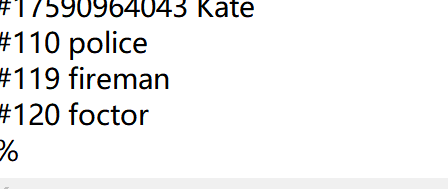 #17590964043 Kate
#110 police
#119 fireman
#120 foctor
%